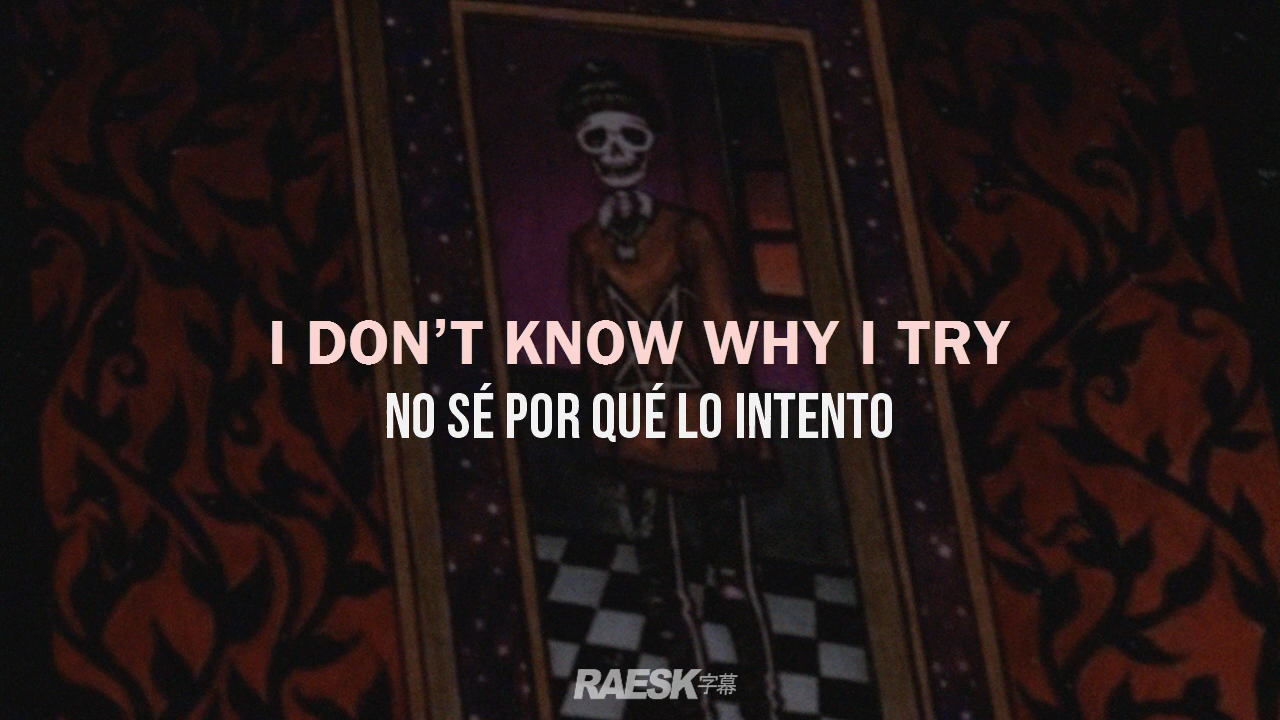 I DON’T KNOW WHY I TRY
NO SÉ POR QUÉ LO INTENTO
RAESK字幕